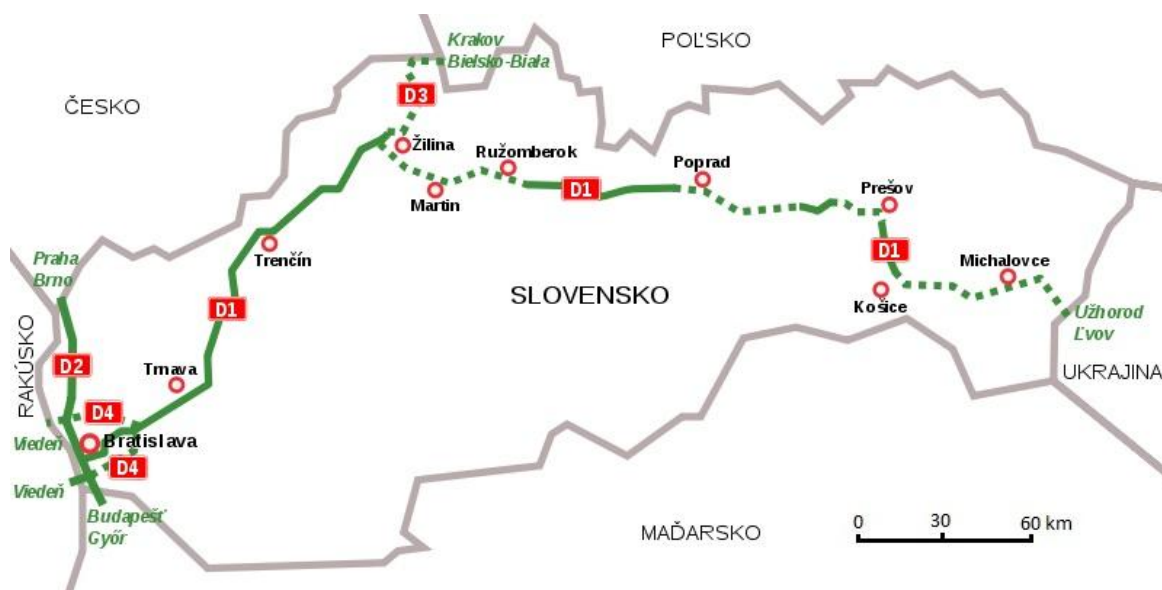 Krakov
Bielsko-Biala
POĽSKO
ČESKO
D3
Žilina
Ružomberok
Poprad
D1
Martin
Prešov
Trenčín
D1
Michalovce
Praha
Brno
SLOVENSKO
Košice
D1
Užhorod
Ľvov
RAKÚSKO
D2
Trnava
UKRAJINA
D4
Viedeň
Bratislava
D4
Viedeň
Budapešť
Győr
MAĎARSKO
0 30 60 km